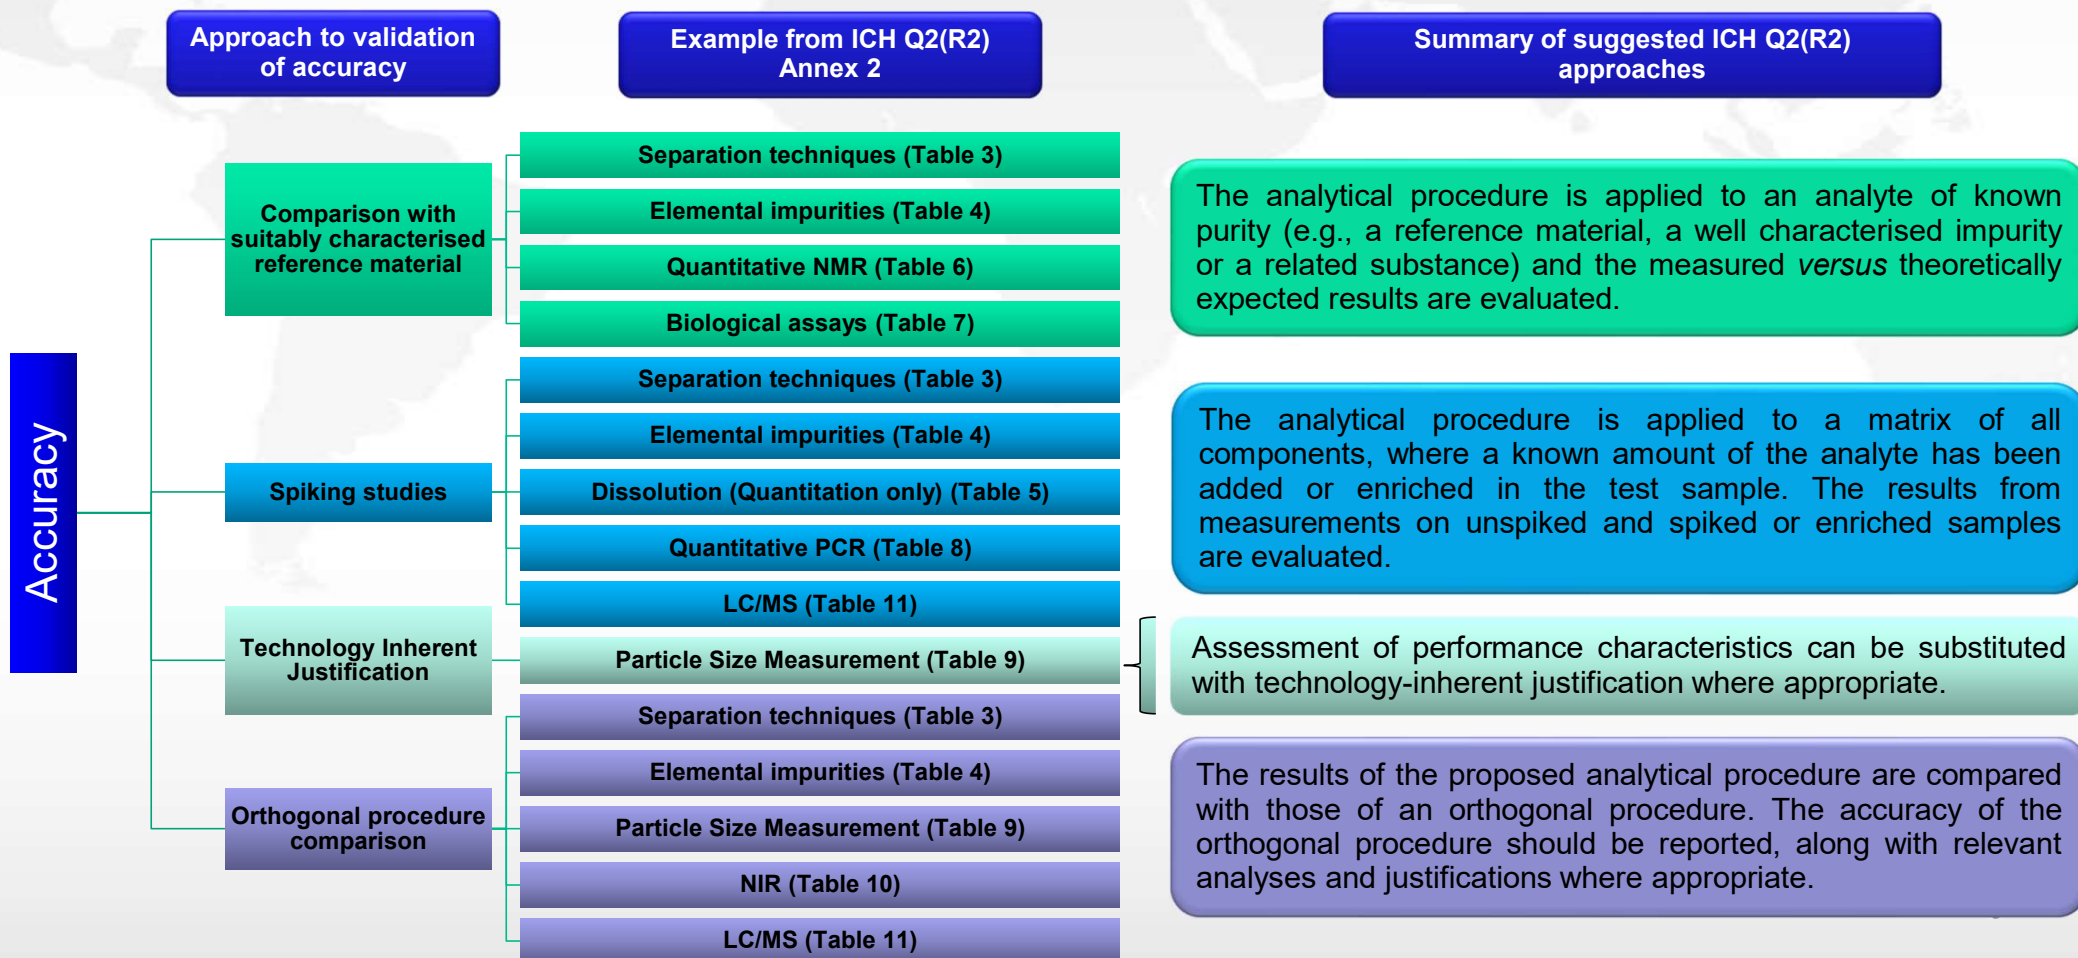 Approach to validation
of accuracy
Example from ICH Q2(R2)
Annex 2
Summary of suggested ICH Q2(R2)
approaches
Accuracy
Comparison with
suitably characterised
reference material
Separation techniques (Table 3)
Elemental impurities (Table 4)
Quantitative NMR (Table 6)
Biological assays (Table 7)
The analytical procedure is applied to an analyte of known
purity (e.g., a reference material, a well characterised impurity
or a related substance) and the measured versus theoretically
expected results are evaluated.
Spiking studies
Separation techniques (Table 3)
Elemental impurities (Table 4)
Dissolution (Quantitation only) (Table 5)
Quantitative PCR (Table 8)
LC/MS (Table 11)
The analytical procedure is applied to a matrix of all
components, where a known amount of the analyte has been
added or enriched in the test sample. The results from
measurements on unspiked and spiked or enriched samples
are evaluated.
Technology Inherent
Justification
Particle Size Measurement (Table 9)
Assessment of performance characteristics can be substituted
with technology-inherent justification where appropriate.
Orthogonal procedure
comparison
Separation techniques (Table 3)
Elemental impurities (Table 4)
Particle Size Measurement (Table 9)
NIR (Table 10)
LC/MS (Table 11)
The results of the proposed analytical procedure are compared
with those of an orthogonal procedure. The accuracy of the
orthogonal procedure should be reported, along with relevant
analyses and justifications where appropriate.